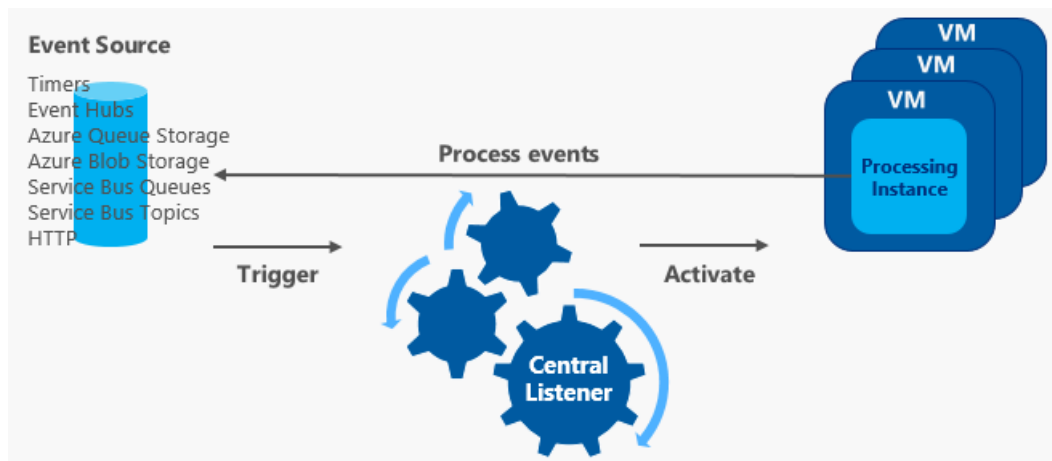 Event Source
Timers
Event Hubs
Azure Queue Storage
Azure Blob Storage
Service Bus Queues
Service Bus Topics
HTTP
Trigger
Process events
Central
Listener
Activate
VM
VM
VM
Processing
Instance